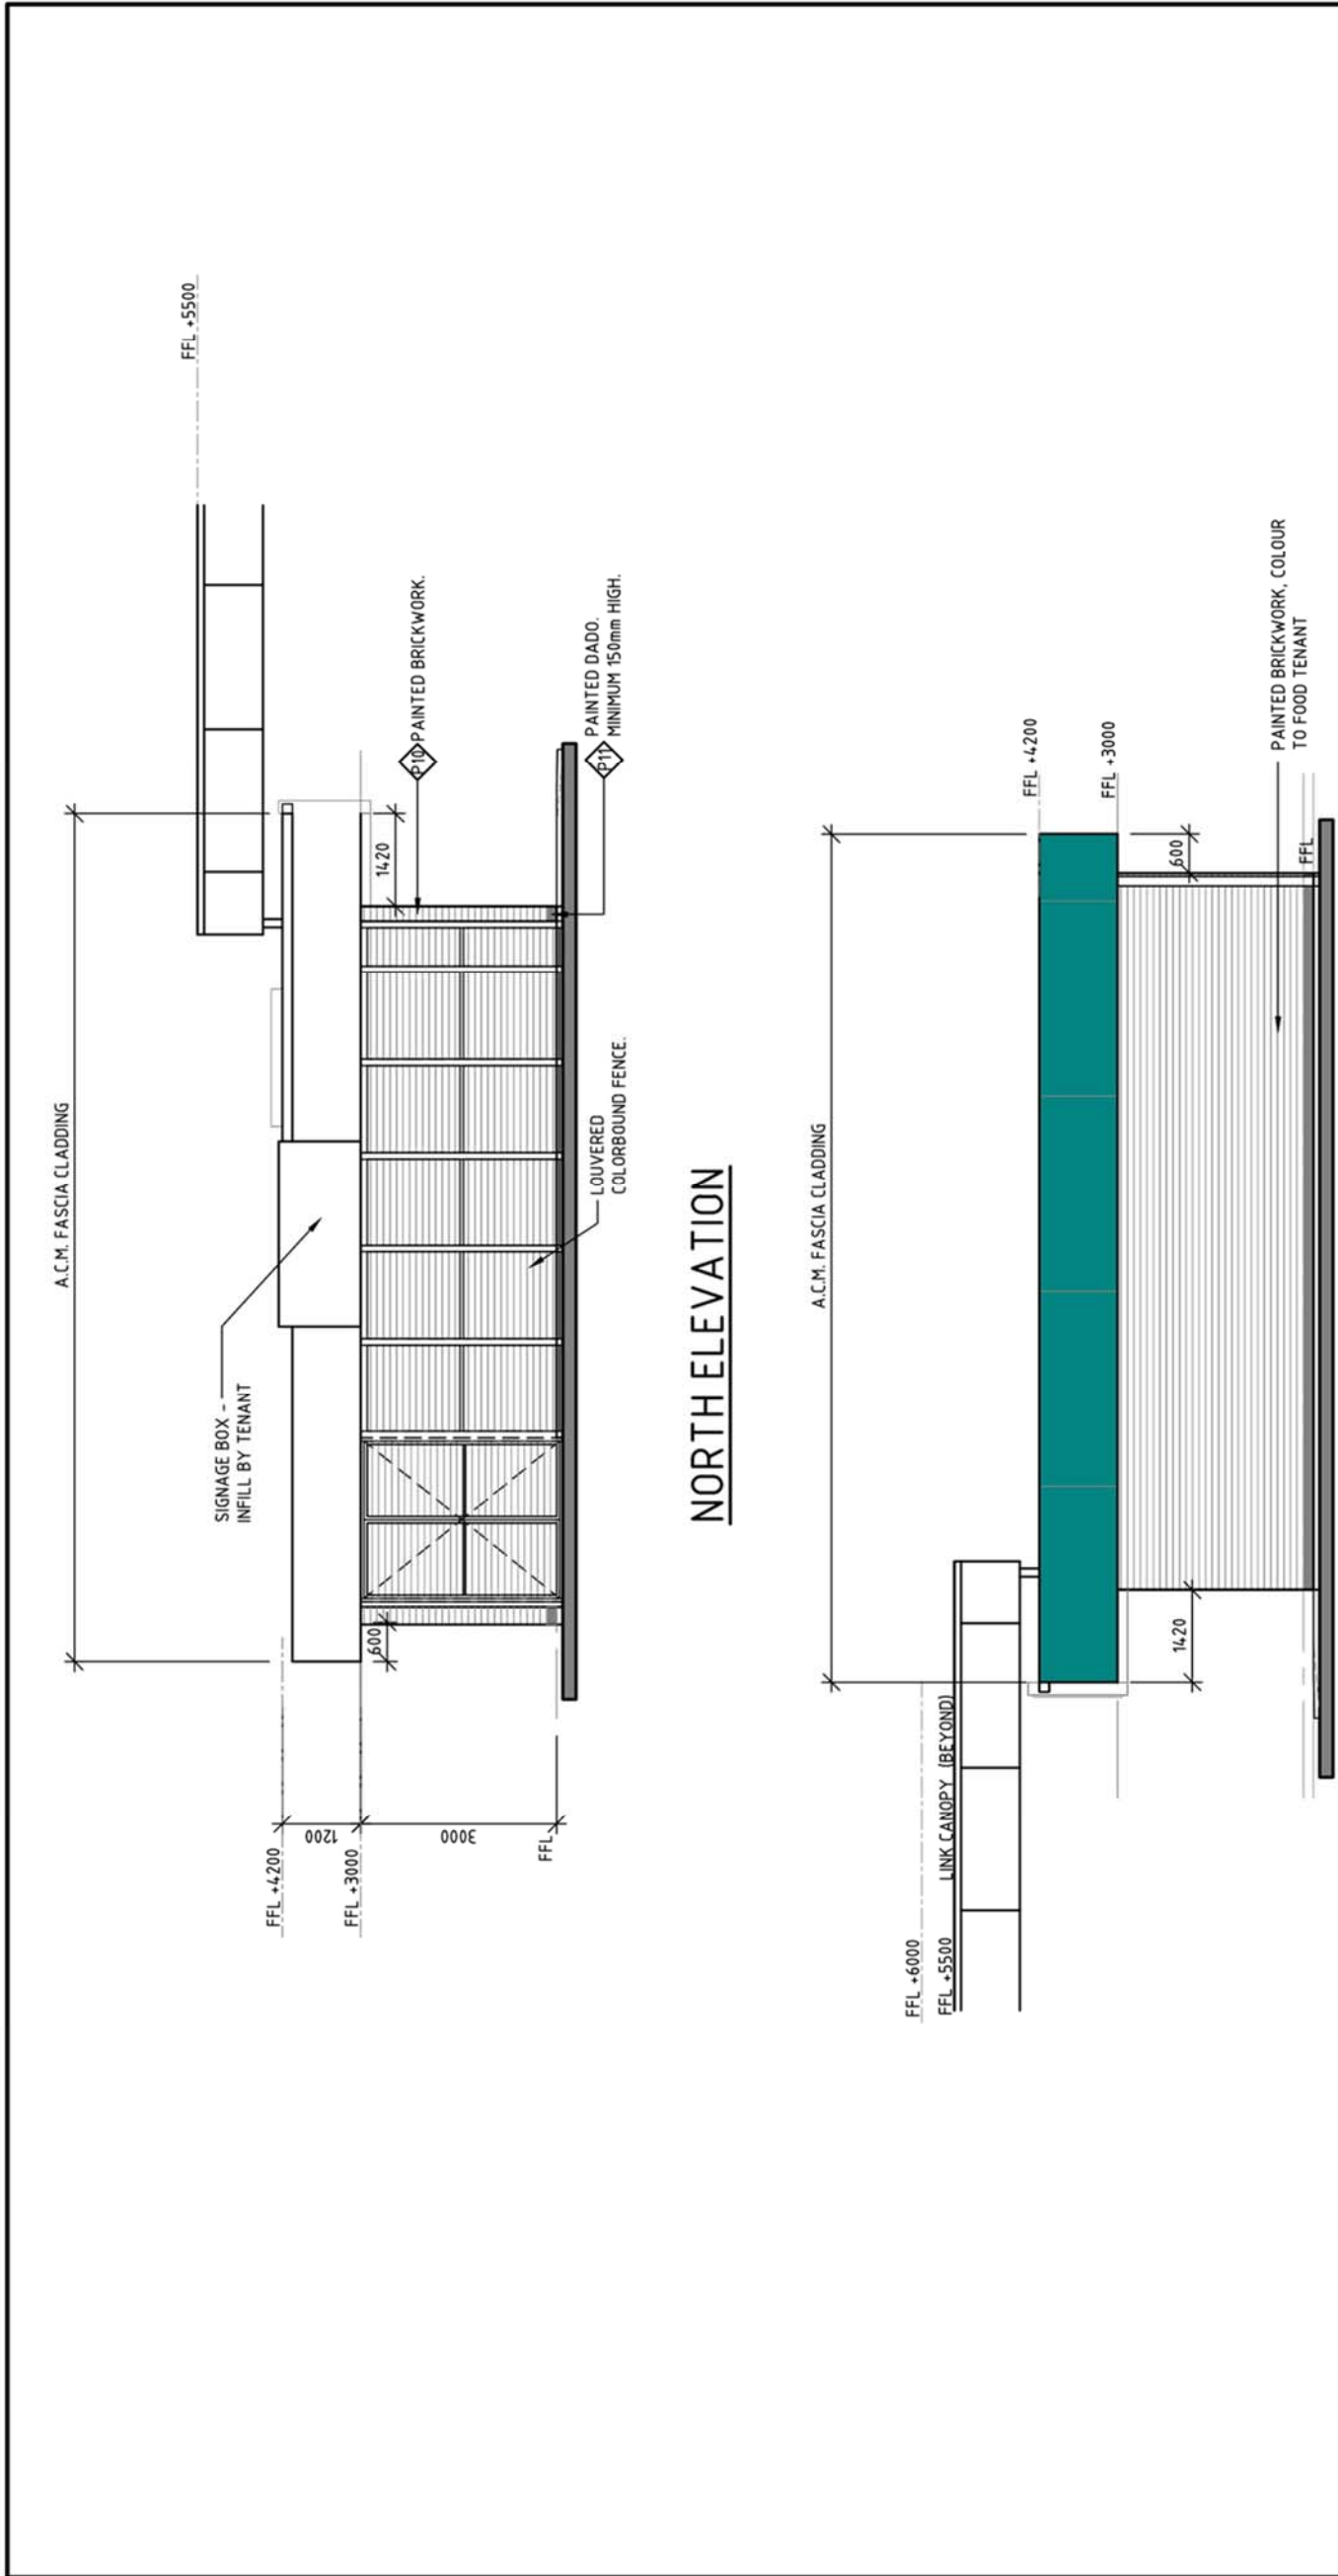 A.C.M. FASCIA CLADDING
SIGNAGE BOX -
INFILL BY TENANT
FFL +5500
FFL +4200
1200
FFL +3000
3000
FFL
600
1420
P10 PAINTED BRICKWORK.
PAINTED DADO.
P11 MINIMUM 150mm HIGH.
LOUVERED
COLORBOUND FENCE.
NORTH ELEVATION
A.C.M. FASCIA CLADDING
FFL +6000
FFL +5500
LINK CANOPY (BEYOND)
FFL +4200
FFL +3000
1420
600
FFL
PAINTED BRICKWORK, COLOUR
TO FOOD TENANT